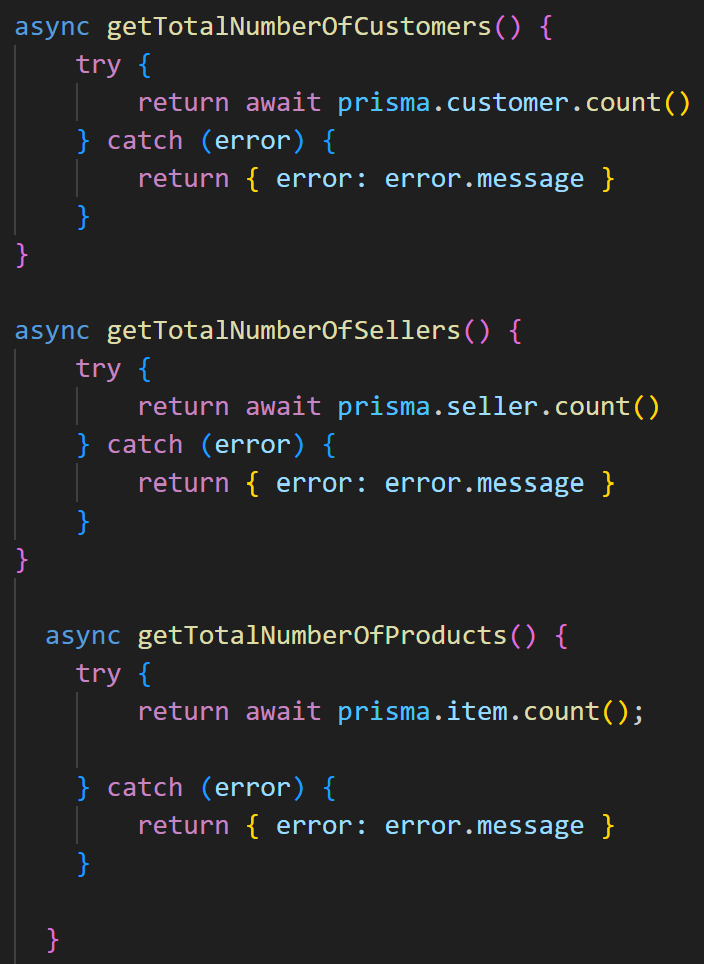 async getTotalNumberOfCustomers() {
    try {
        return await prisma.customer.count()
    } catch (error) {
        return { error: error.message }
    }
}

async getTotalNumberOfSellers() {
    try {
        return await prisma.seller.count()
    } catch (error) {
        return { error: error.message }
    }
}

  async getTotalNumberOfProducts() {
    try {
        return await prisma.item.count();

    } catch (error) {
        return { error: error.message }
    }

  }